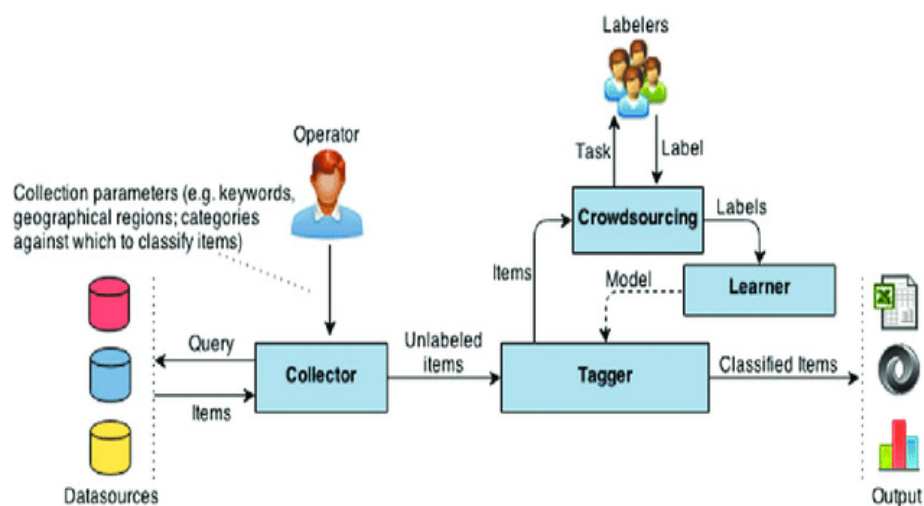 Labelers
Operator
Task
Label
Collection parameters (e.g. keywords,
geographical regions; categories
against which to classify items)
Crowdsourcing
Labels
Items
Model
Learner
Query
Collector
Unlabeled
items
Tagger
Classified Items
Items
Datasources
Output